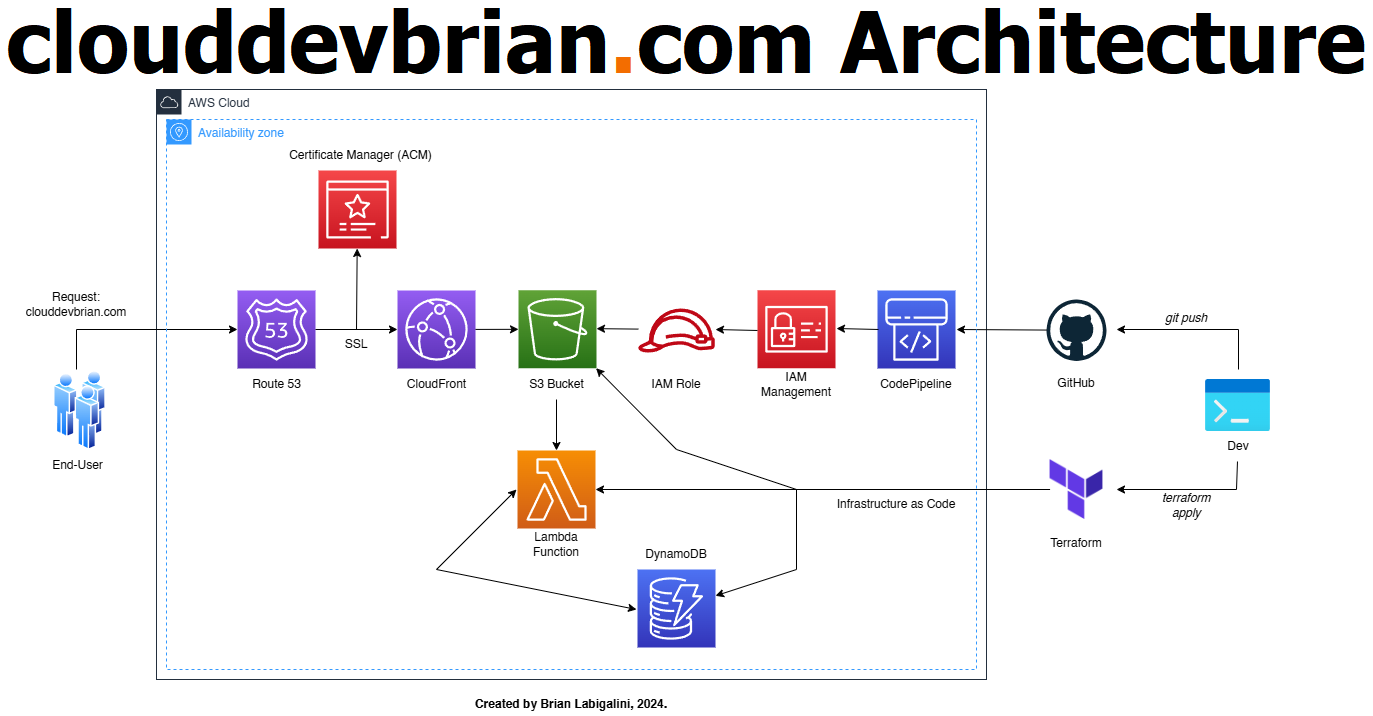 clouddevbrian.com Architecture
AWS Cloud
Availability zone
Certificate Manager (ACM)
Request:
clouddevbrian.com
53
SSL
git push
Route 53
CloudFront
S3 Bucket
IAM Role
IAM
Management
CodePipeline
GitHub
Dev
End-User
Infrastructure as Code
terraform
apply
Lambda
Function
DynamoDB
Terraform
Created by Brian Labigalini, 2024.